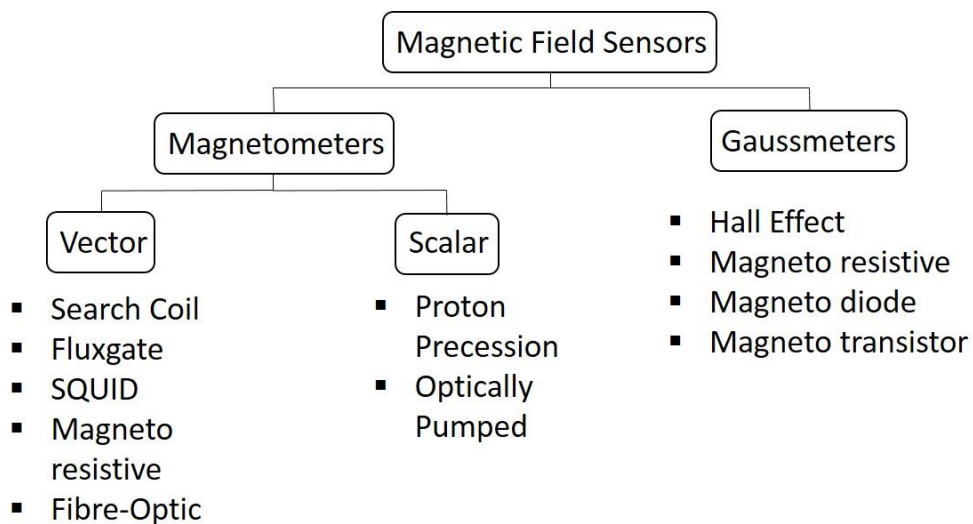 Magnetic Field Sensors
Magnetometers
Gaussmeters
Vector
Scalar
▪ Search Coil
▪ Fluxgate
▪ SQUID
▪ Magneto
resistive
▪ Fibre-Optic
▪ Proton
Precession
▪ Optically
Pumped
▪ Hall Effect
▪ Magneto resistive
▪ Magneto diode
▪ Magneto transistor